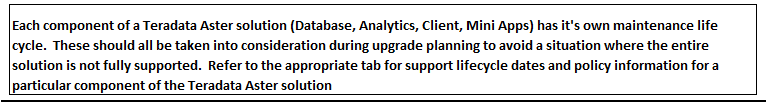 Each component of a Teradata Aster solution (Database, Analytics, Client, Mini Apps) has it's own maintenance life
cycle.  These should all be taken into consideration during upgrade planning to avoid a situation where the entire
solution is not fully supported.  Refer to the appropriate tab for support lifecycle dates and policy information for a
particular component of the Teradata Aster solution